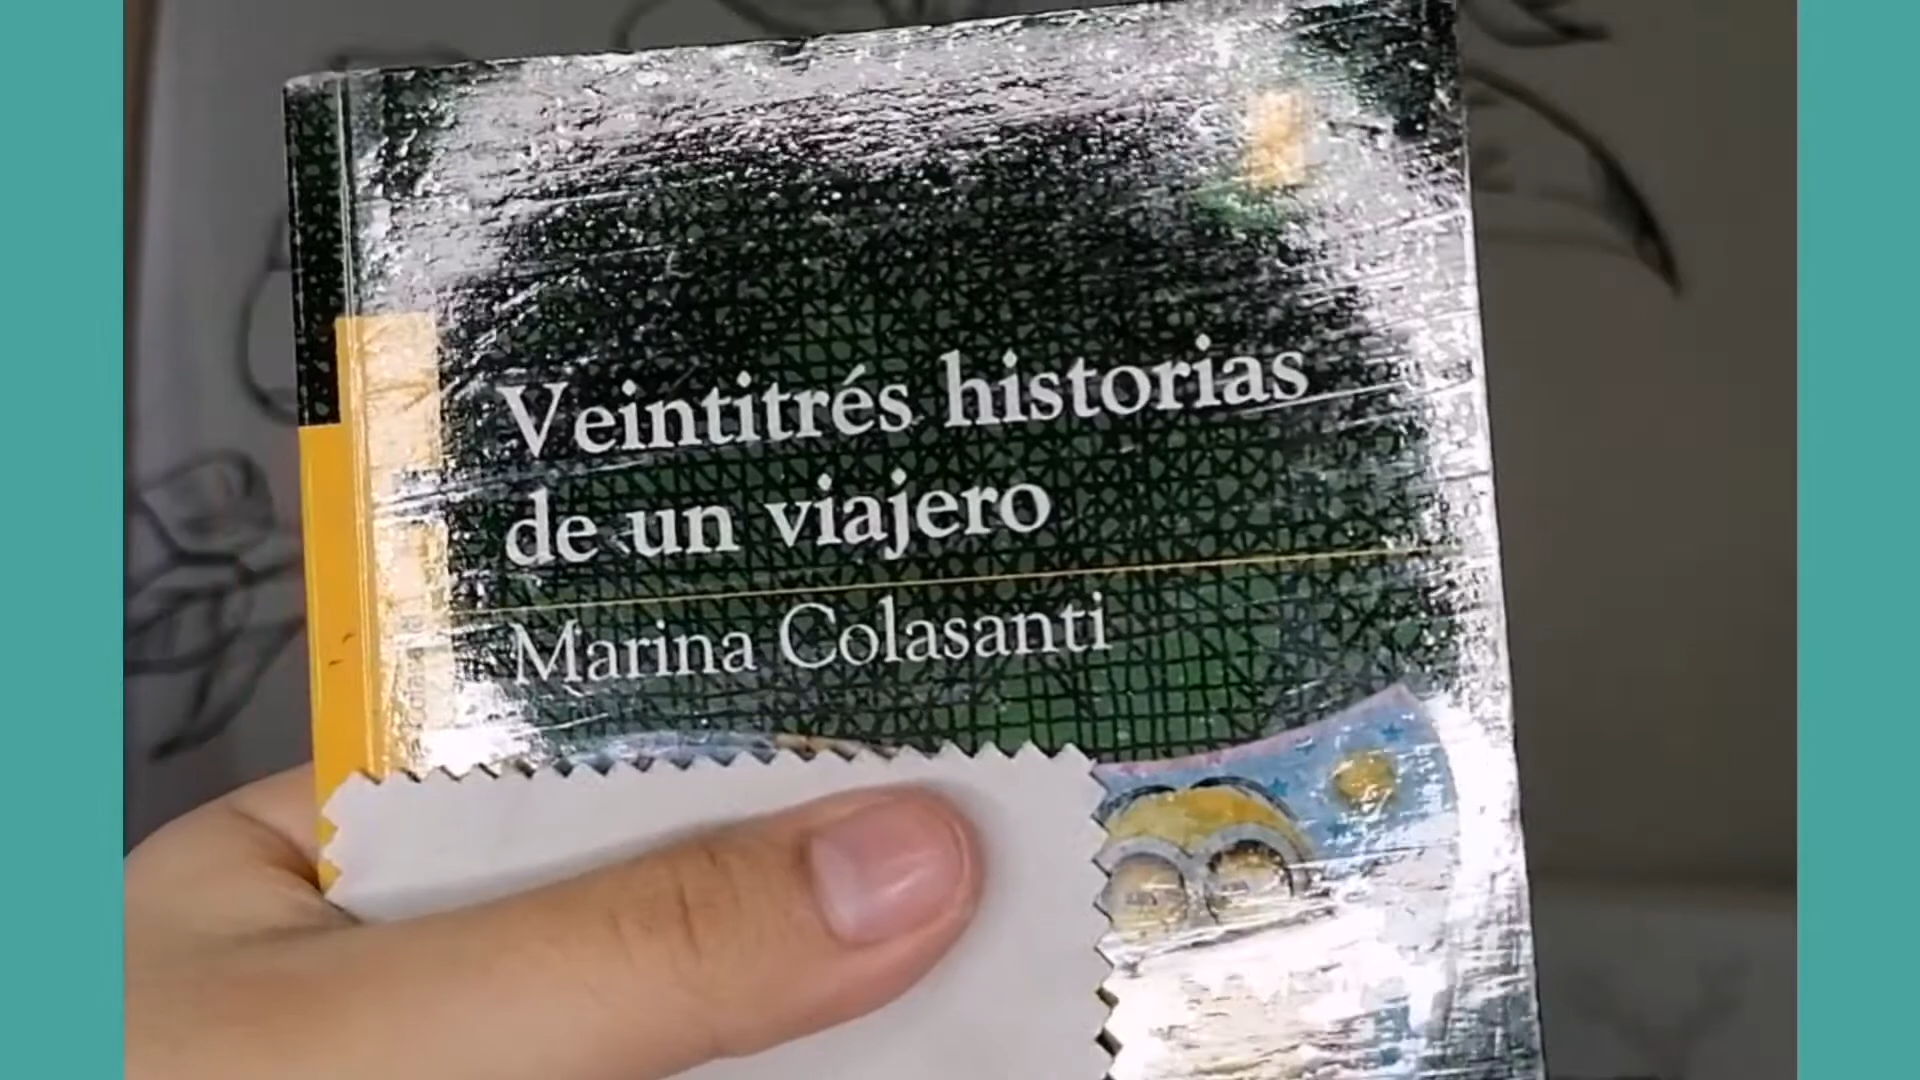 Veintitrés historias
de un viajero
Marina Colasanti